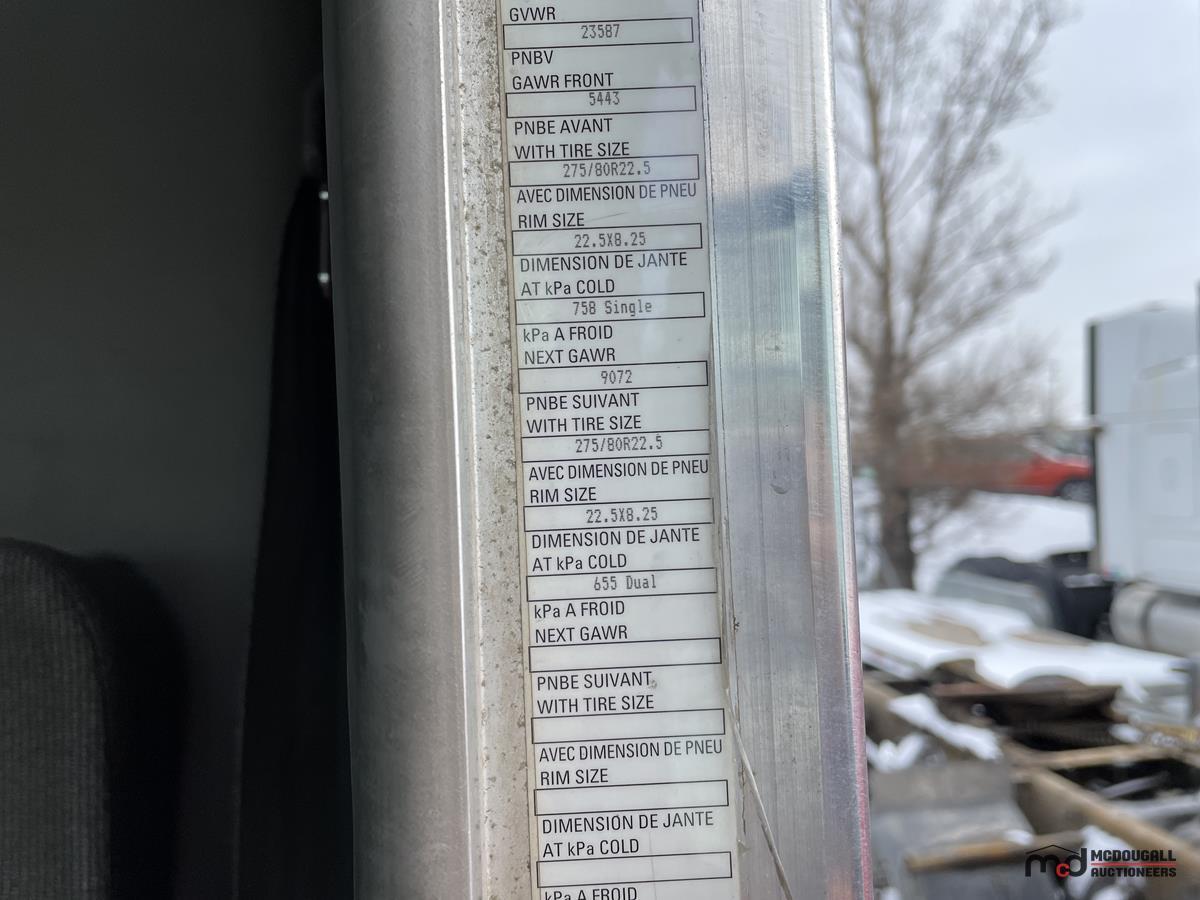 GVWR
23587
PNBV
GAWR FRONT
5443
PNBE AVANT
WITH TIRE SIZE
275/80R22.5
AVEC DIMENSION DE PNEU
RIM SIZE
22.5X8.25
DIMENSION DE JANTE
AT kPa COLD
758 Single
kPa A FROID
NEXT GAWR
9072
PNBE SUIVANT
WITH TIRE SIZE
275/80R22.5
AVEC DIMENSION DE PNEU
RIM SIZE
22.5X8.25
DIMENSION DE JANTE
AT kPa COLD
655 Dual
kPa A FROID
NEXT GAWR
PNBE SUIVANT
WITH TIRE SIZE
AVEC DIMENSION DE PNEU
RIM SIZE
DIMENSION DE JANTE
AT kPa COLD
kPa A FROID
mcd MCDOUGALL
AUCTIONEERS